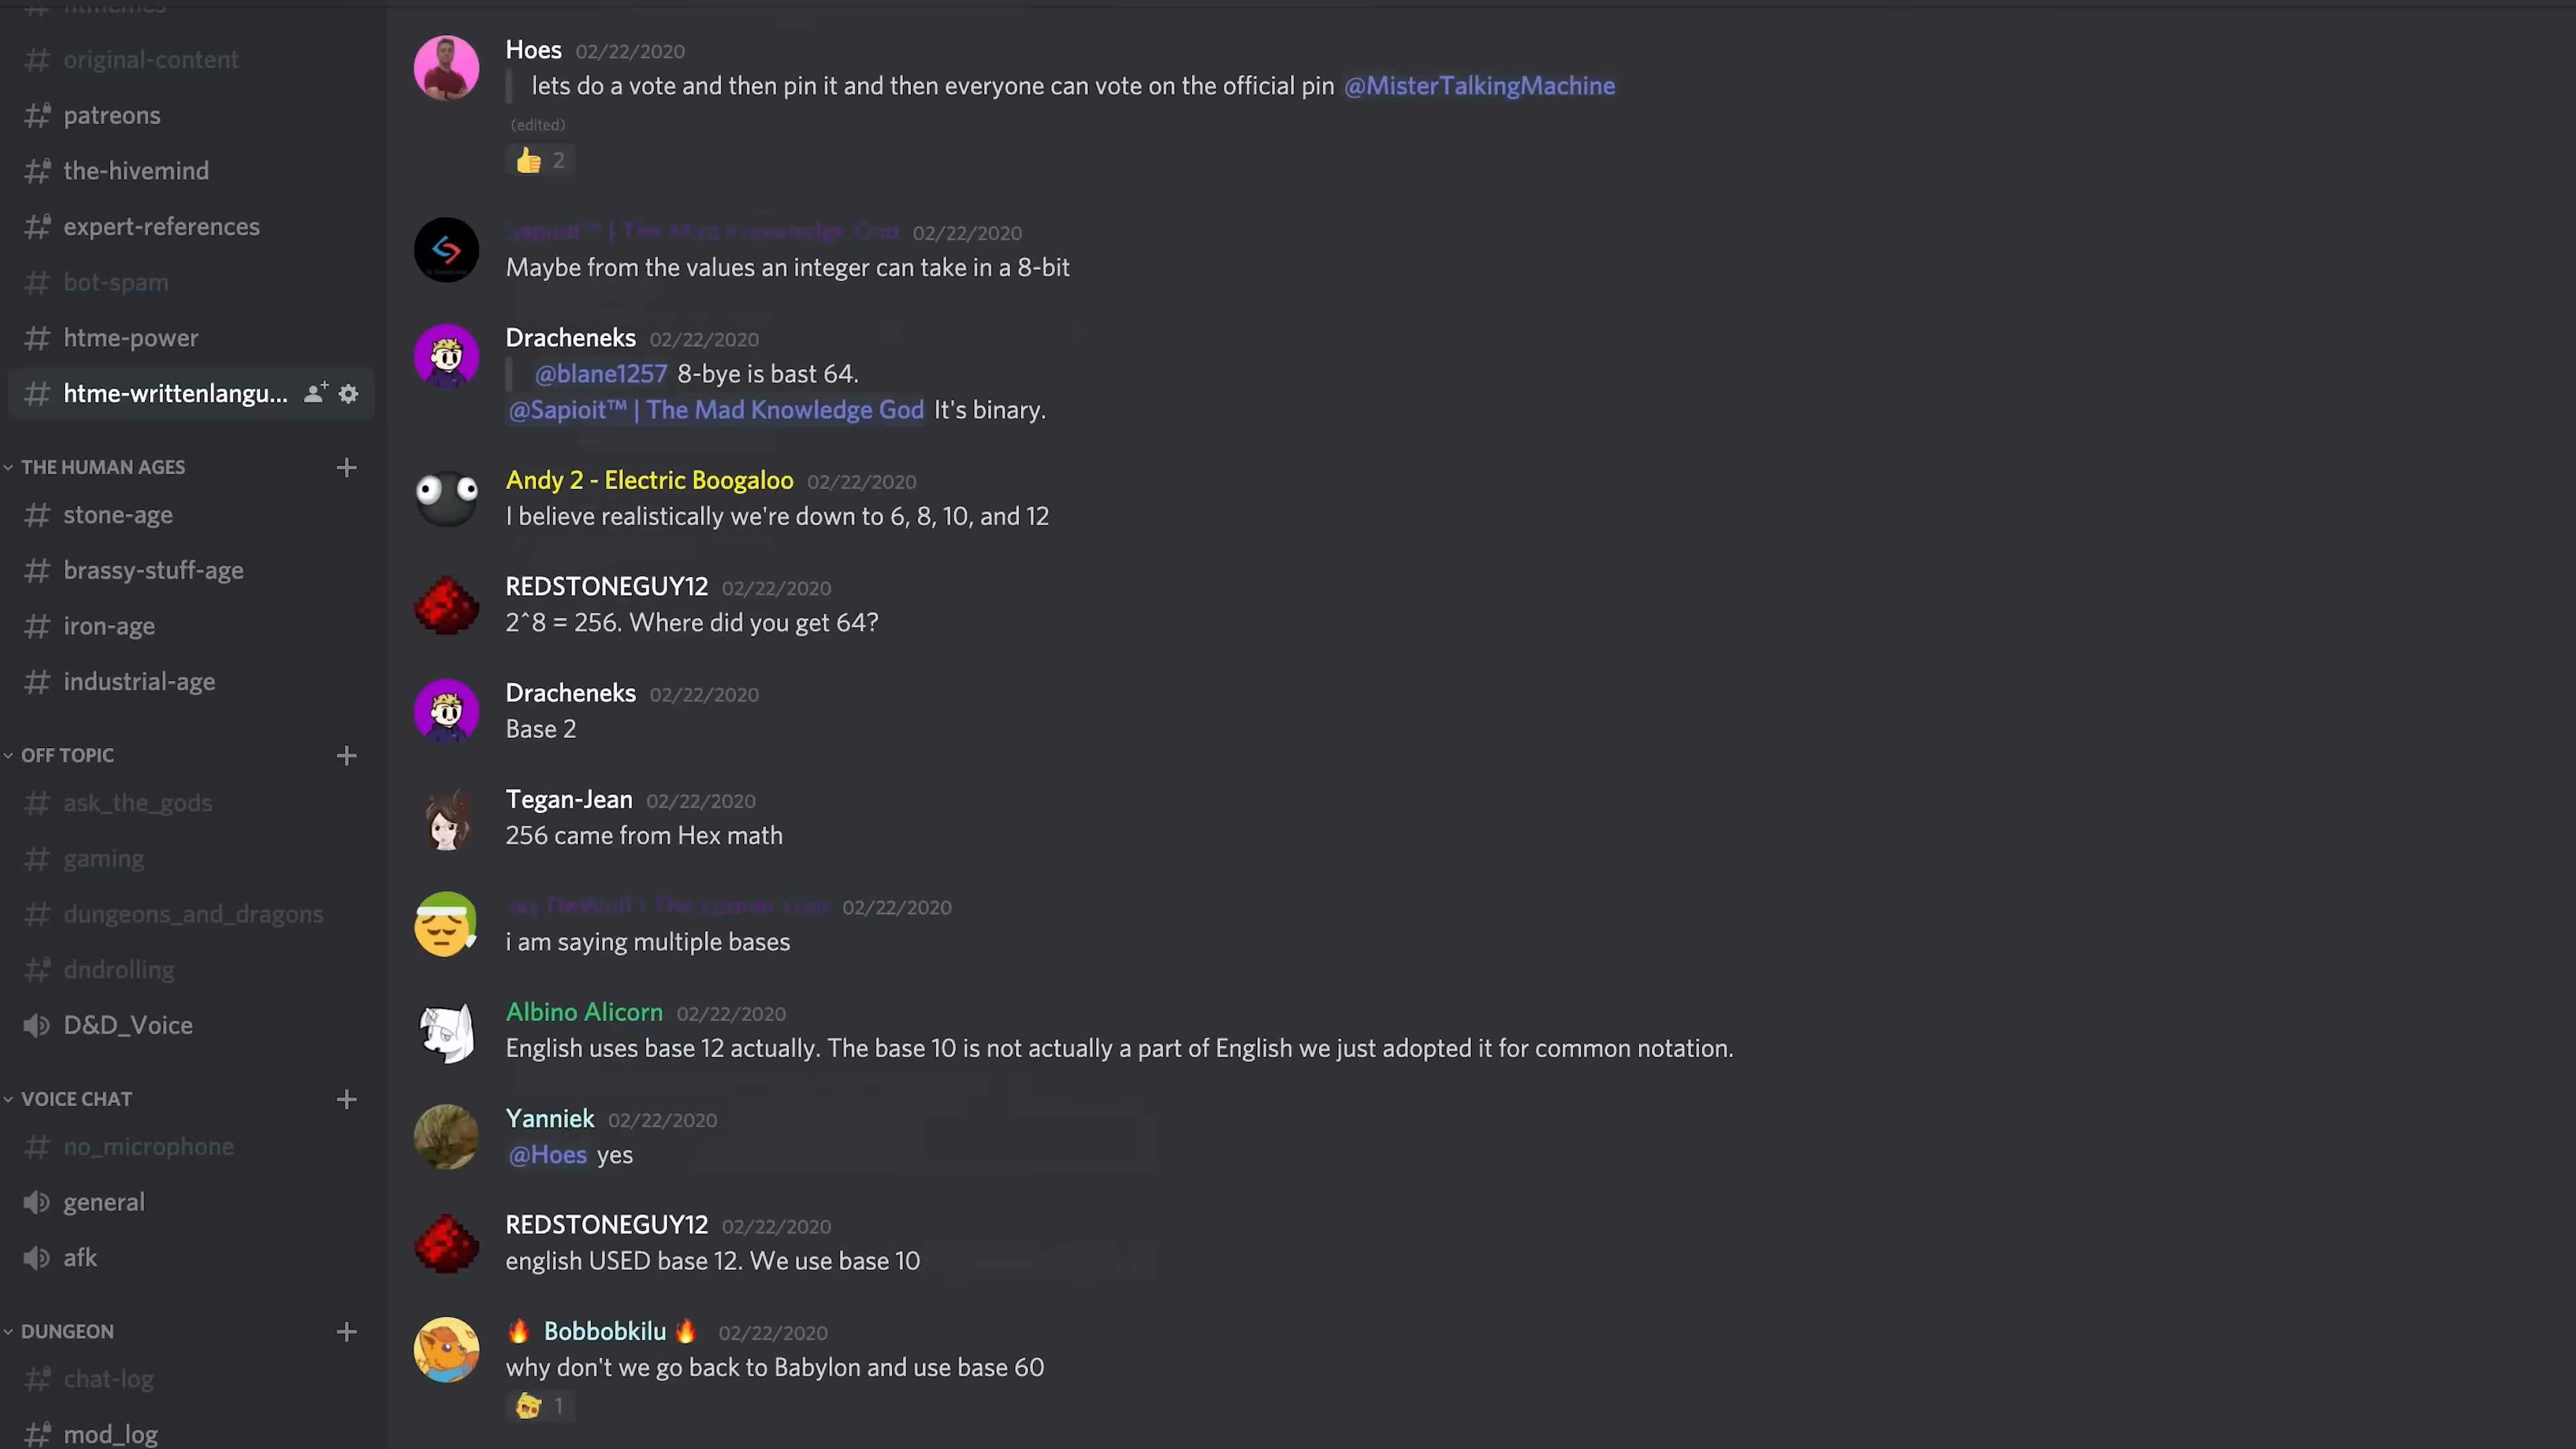 original-content
patreons
the-hivemind
expert-references
bot-spam
htme-power
htme-writtenlangu...
THE HUMAN AGES
stone-age
brassy-stuff-age
iron-age
industrial-age
OFF TOPIC
ask_the_gods
gaming
dungeons_and_dragons
dndrolling
D&D_Voice
VOICE CHAT
no_microphone
general
afk
DUNGEON
chat-log
mod_log
Hoes 02/22/2020
lets do a vote and then pin it and then everyone can vote on the official pin @MisterTalkingMachine
(edited)
2
Sapioit™ | The Mad Knowledge God 02/22/2020
Maybe from the values an integer can take in a 8-bit
Dracheneks 02/22/2020
@blane1257 8-bye is bast 64.
@Sapioit™ | The Mad Knowledge God It's binary.
Andy 2 - Electric Boogaloo 02/22/2020
I believe realistically we're down to 6, 8, 10, and 12
REDSTONEGUY12 02/22/2020
2^8 = 256. Where did you get 64?
Dracheneks 02/22/2020
Base 2
Tegan-Jean 02/22/2020
256 came from Hex math
DeWulf | The God 02/22/2020
i am saying multiple bases
Albino Alicorn 02/22/2020
English uses base 12 actually. The base 10 is not actually a part of English we just adopted it for common notation.
Yanniek 02/22/2020
@Hoes yes
REDSTONEGUY12 02/22/2020
english USED base 12. We use base 10
Bobbobkilu 02/22/2020
why don't we go back to Babylon and use base 60
1